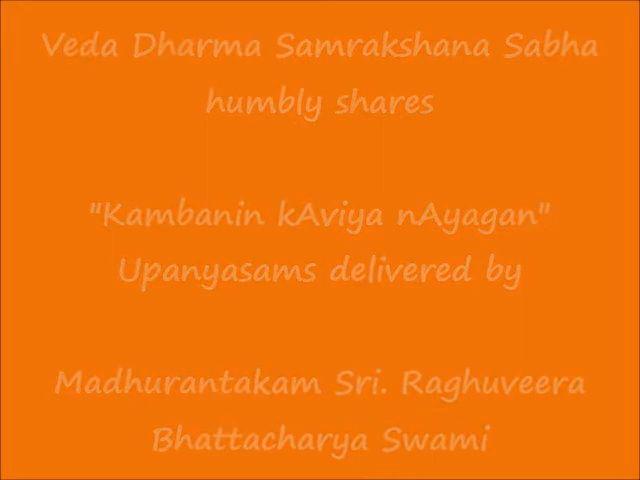 Veda Dharma Samrakshana Sabha
humbly shares
"Kambanin kAviya nAyagan"
Upanyasams delivered by
Madhurantakam Sri. Raghuveera
Bhattacharya Swami